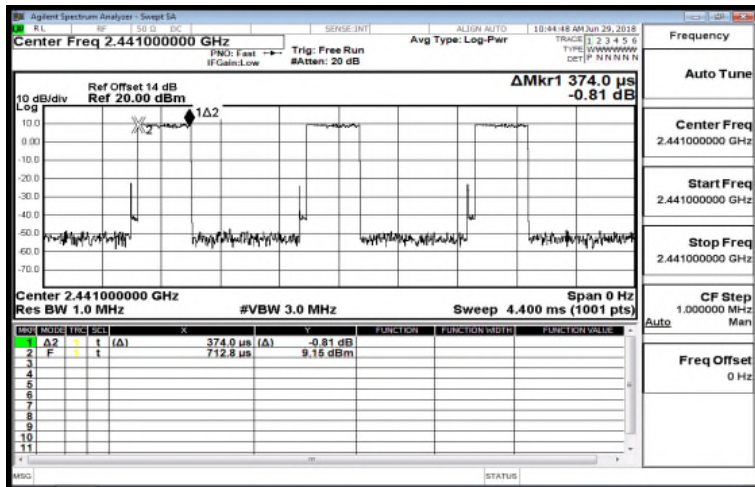 Agilent Spectrum Analyzer - Swept SA
RL RF 50 Ω DC SENSE:INT ALIGN AUTO 10:44:48 AM Jun 29, 2018
Center Freq 2.441000000 GHz
PNO: Fast
IFGain:Low
Trig: Free Run
#Atten: 20 dB
Avg Type: Log-Pwr
TRACE 1 2 3 4 5 6
TYPE WWWWWW
DET P N N N N N
Frequency
Auto Tune
Center Freq
2.441000000 GHz
Start Freq
2.441000000 GHz
Stop Freq
2.441000000 GHz
CF Step
1.000000 MHz
Auto Man
Freq Offset
0 Hz
Ref Offset 14 dB
10 dB/div Ref 20.00 dBm
Log
ΔMkr1 374.0 µs
-0.81 dB
1Δ2
2
10.0
0.00
-10.0
-20.0
-30.0
-40.0
-50.0
-60.0
-70.0
Center 2.441000000 GHz Span 0 Hz
Res BW 1.0 MHz #VBW 3.0 MHz Sweep 4.400 ms (1001 pts)
MKR MODE TRC SCL X Y FUNCTION FUNCTION WIDTH FUNCTION VALUE
1 Δ2 1 t (Δ) 374.0 µs (Δ) -0.81 dB
2 F 1 t 712.8 µs 9.15 dBm
3
4
5
6
7
8
9
10
11
MSG STATUS